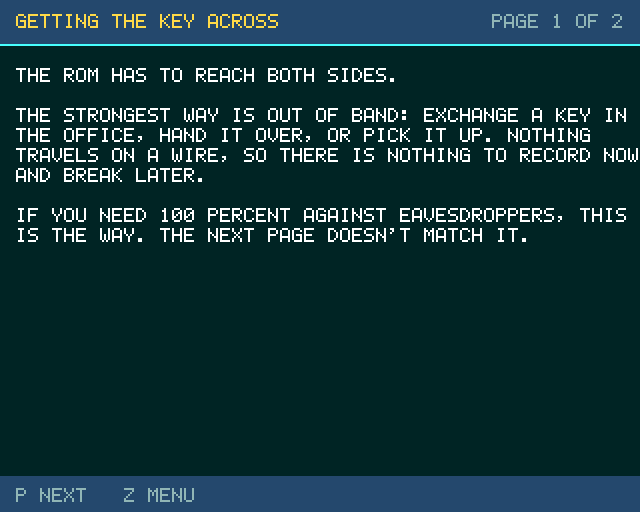 GETTING THE KEY ACROSS PAGE 1 OF 2
THE ROM HAS TO REACH BOTH SIDES.
THE STRONGEST WAY IS OUT OF BAND: EXCHANGE A KEY IN
THE OFFICE, HAND IT OVER, OR PICK IT UP. NOTHING
TRAVELS ON A WIRE, SO THERE IS NOTHING TO RECORD NOW
AND BREAK LATER.
IF YOU NEED 100 PERCENT AGAINST EAVESDROPPERS, THIS
IS THE WAY. THE NEXT PAGE DOESN'T MATCH IT.
P NEXT Z MENU